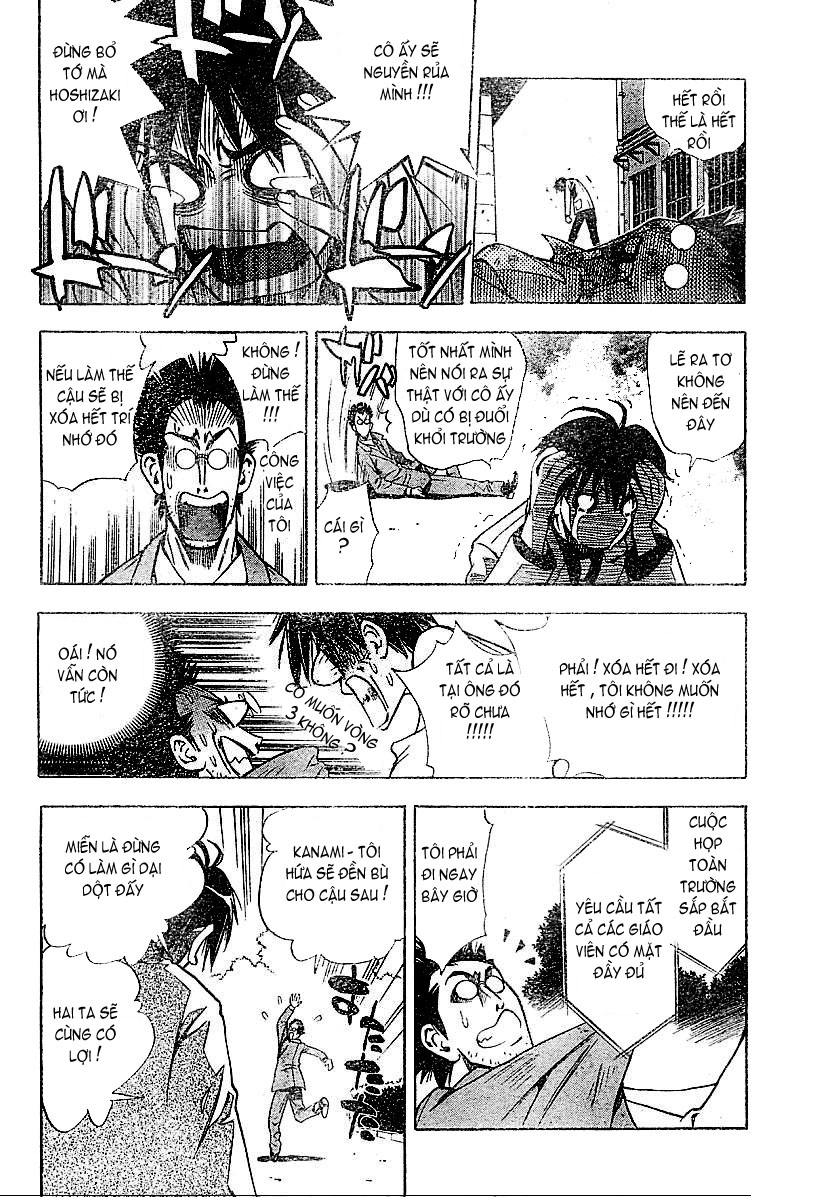 HẾT RỒI
THẾ LÀ HẾT
RỒI
CÔ ẤY SẼ
NGUYỀN RỦA
MÌNH !!!
ĐỪNG BỎ
TỚ MÀ
HOSHIZAKI
ƠI !
LẼ RA TƠ
KHÔNG
NÊN ĐẾN
ĐÂY
TỐT NHẤT MÌNH
NÊN NÓI RA SỰ
THẬT VỚI CÔ ẤY
DÙ CÓ BỊ ĐUỔI
KHỎI TRƯỜNG
CÁI GÌ
?
KHÔNG !
ĐỪNG
LÀM THẾ
!!!
CÔNG
VIỆC CỦA
TÔI
NẾU LÀM THẾ
CẬU SẼ BỊ
XÓA HẾT TRÍ
NHỚ ĐÓ
PHẢI ! XÓA HẾT ĐI ! XÓA
HẾT , TÔI KHÔNG MUỐN
NHỚ GÌ HẾT !!!!!
TẤT CẢ LÀ
TẠI ÔNG ĐÓ
RÕ CHƯA
!!!!!
CÓ MUỐN VÒNG
3 KHÔNG ?
OÁI ! NÓ
VẪN CÒN
TỨC !
CUỘC
HỌP
TOÀN
TRƯỜNG
SẮP BẮT
ĐẦU
YÊU CẦU TẤT
CẢ CÁC GIÁO
VIÊN CÓ MẶT
ĐẦY ĐỦ
TÔI PHẢI
ĐI NGAY
BÂY GIỜ
KANAMI - TÔI
HỨA SẼ ĐỀN BÙ
CHO CẬU SAU !
MIỄN LÀ ĐỪNG
CÓ LÀM GÌ DẠI
DỘT ĐẤY
HAI TA SẼ
CÙNG CÓ
LỢI !